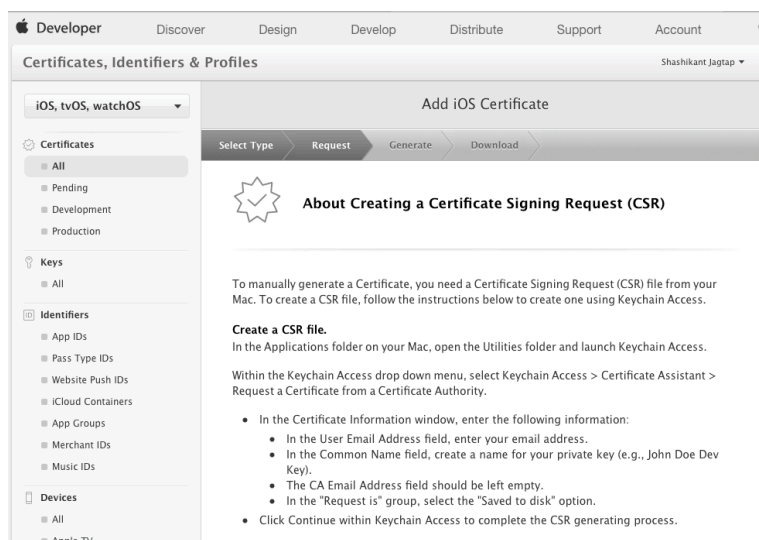 Developer Discover Design Develop Distribute Support Account
Certificates, Identifiers & Profiles
Shashikant Jagtap
iOS, tvOS, watchOS
Certificates
All
Pending
Development
Production
Keys
All
Identifiers
App IDs
Pass Type IDs
Website Push IDs
iCloud Containers
App Groups
Merchant IDs
Music IDs
Devices
All
Apple TV
Add iOS Certificate
Select Type Request Generate Download
About Creating a Certificate Signing Request (CSR)
To manually generate a Certificate, you need a Certificate Signing Request (CSR) file from your
Mac. To create a CSR file, follow the instructions below to create one using Keychain Access.
Create a CSR file.
In the Applications folder on your Mac, open the Utilities folder and launch Keychain Access.
Within the Keychain Access drop down menu, select Keychain Access > Certificate Assistant >
Request a Certificate from a Certificate Authority.
• In the Certificate Information window, enter the following information:
• In the User Email Address field, enter your email address.
• In the Common Name field, create a name for your private key (e.g., John Doe Dev
Key).
• The CA Email Address field should be left empty.
• In the "Request is" group, select the "Saved to disk" option.
• Click Continue within Keychain Access to complete the CSR generating process.